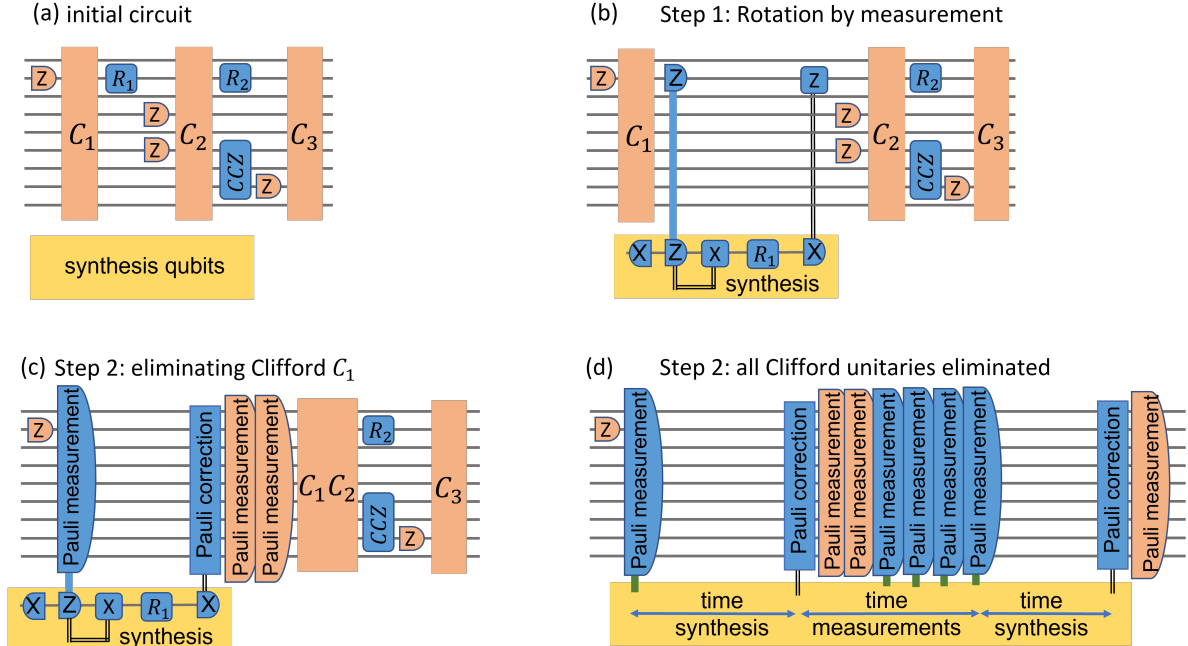 (a) initial circuit
Z
C₁
R₁
Z
Z
C₂
R₂
CCZ
Z
C₃
synthesis qubits
(b) Step 1: Rotation by measurement
Z
C₁
Z
Z
Z
Z
C₂
R₂
CCZ
Z
C₃
X
Z
X
R₁
X
synthesis
(c) Step 2: eliminating Clifford C₁
Z
Pauli measurement
Pauli correction
Pauli measurement
Pauli measurement
C₁C₂
R₂
CCZ
Z
C₃
X
Z
X
R₁
X
synthesis
(d) Step 2: all Clifford unitaries eliminated
Z
Pauli measurement
Pauli correction
Pauli measurement
Pauli measurement
Pauli measurement
Pauli measurement
Pauli measurement
Pauli measurement
Pauli correction
Pauli measurement
time
synthesis
time
measurements
time
synthesis